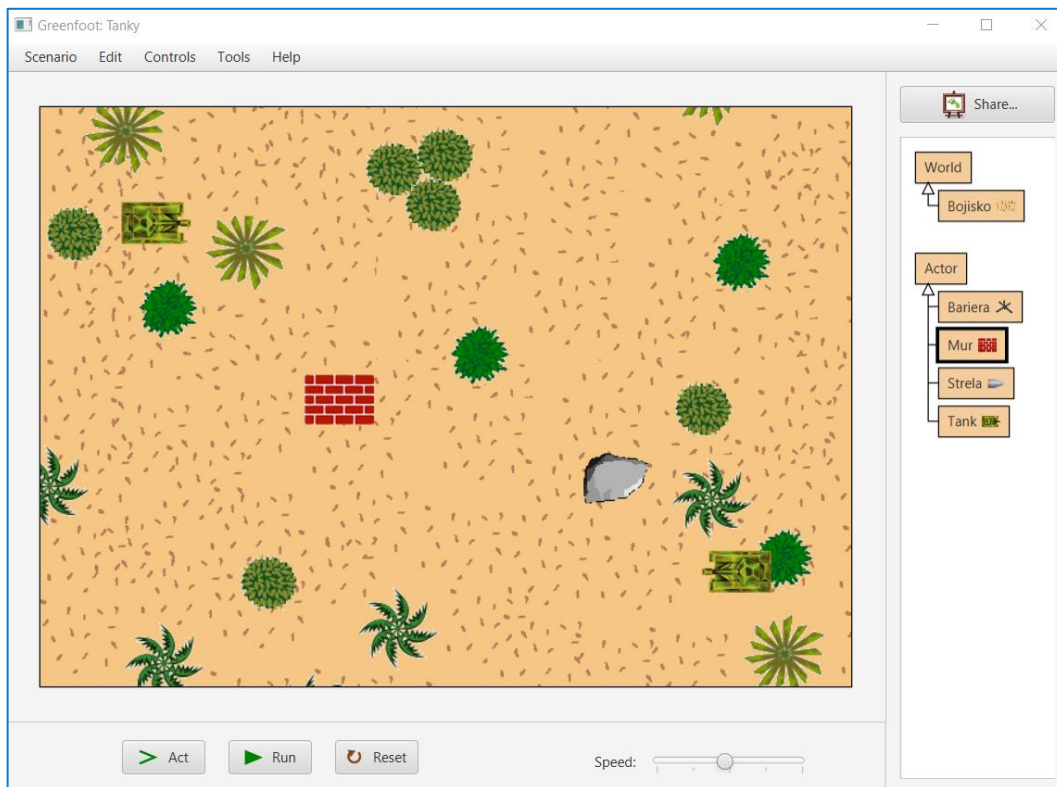 Greenfoot: Tanky
Scenario Edit Controls Tools Help
Share...
World
Bojisko
Actor
Bariera
Mur
Strela
Tank
Act Run Reset Speed: